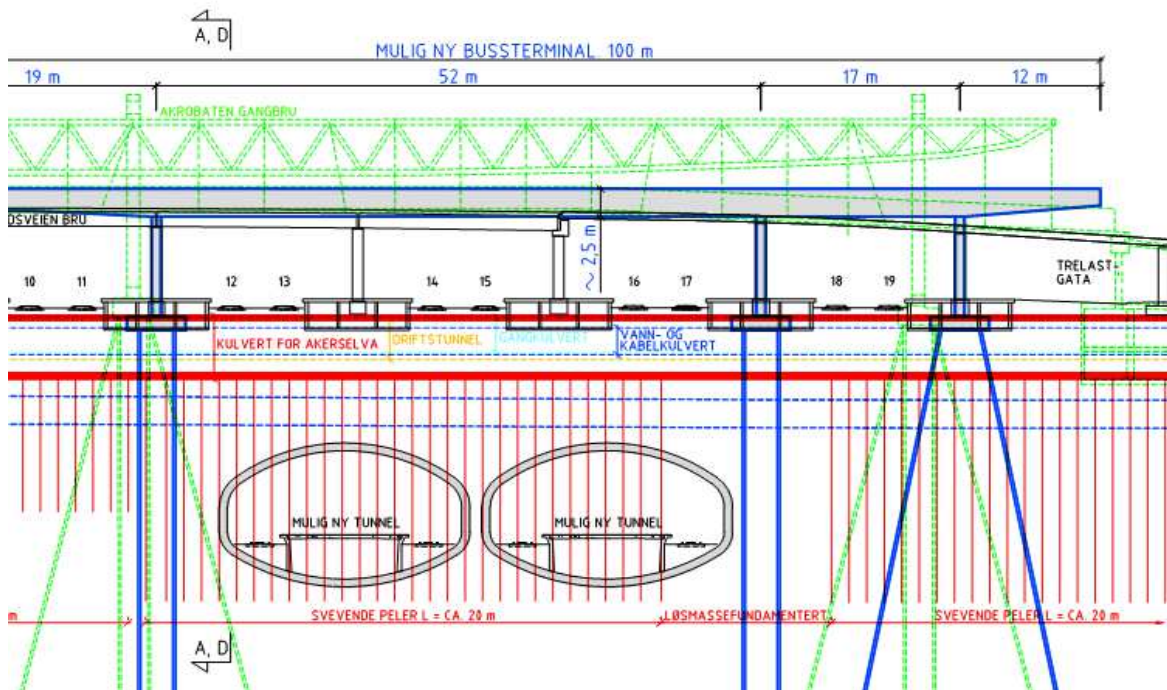 A, D
MULIG NY BUSSTERMINAL 100 m
19 m
52 m
17 m
12 m
AKROBATEN GANGBRU
OSVEIEN BRU
~ 2,5 m
TRELAST-
GATA
10
11
12
13
14
15
16
17
18
19
KULVERT FOR AKERSELVA
DRIFTSTUNNEL
GANGKULVERT
VANN- OG
KABELKULVERT
MULIG NY TUNNEL
MULIG NY TUNNEL
m
SVEVENDE PELER L = CA. 20 m
LØSMASSEFUNDAMENTERT
SVEVENDE PELER L = CA. 20 m
A, D